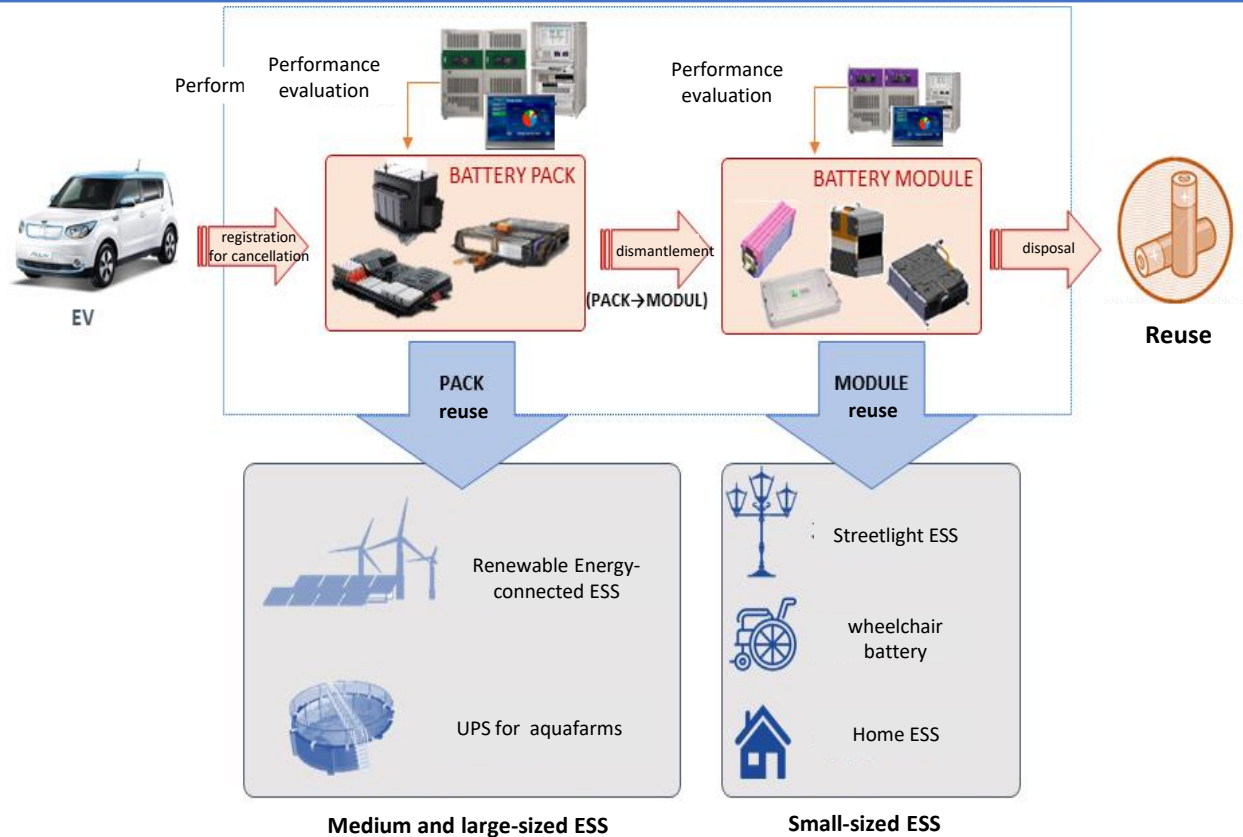 Perform
Performance
evaluation
Performance
evaluation
BATTERY PACK
BATTERY MODULE
EV
registration
for cancellation
dismantlement
(PACK→MODUL)
disposal
Reuse
PACK
reuse
MODULE
reuse
Renewable Energy-
connected ESS
UPS for aquafarms
Streetlight ESS
wheelchair
battery
Home ESS
Medium and large-sized ESS
Small-sized ESS